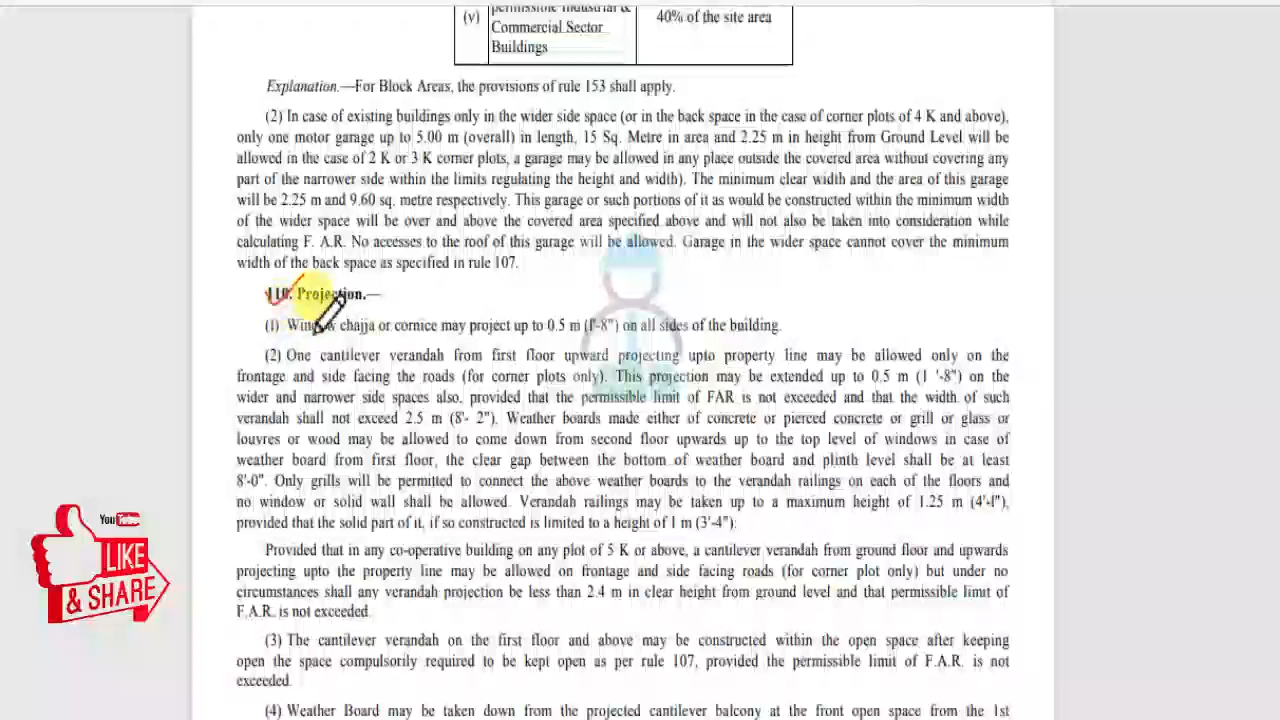 permissible Industrial &
(v) Commercial Sector 40% of the site area
Buildings
Explanation.—For Block Areas, the provisions of rule 153 shall apply.
(2) In case of existing buildings only in the wider side space (or in the back space in the case of corner plots of 4 K and above),
only one motor garage up to 5.00 m (overall) in length, 15 Sq. Metre in area and 2.25 m in height from Ground Level will be
allowed in the case of 2 K or 3 K corner plots, a garage may be allowed in any place outside the covered area without covering any
part of the narrower side within the limits regulating the height and width). The minimum clear width and the area of this garage
will be 2.25 m and 9.60 sq. metre respectively. This garage or such portions of it as would be constructed within the minimum width
of the wider space will be over and above the covered area specified above and will not also be taken into consideration while
calculating F. A.R. No accesses to the roof of this garage will be allowed. Garage in the wider space cannot cover the minimum
width of the back space as specified in rule 107.
110. Projection.—
(1) Window chajja or cornice may project up to 0.5 m (l'-8") on all sides of the building.
(2) One cantilever verandah from first floor upward projecting upto property line may be allowed only on the
frontage and side facing the roads (for corner plots only). This projection may be extended up to 0.5 m (1 '-8") on the
wider and narrower side spaces also, provided that the permissible limit of FAR is not exceeded and that the width of such
verandah shall not exceed 2.5 m (8'- 2"). Weather boards made either of concrete or pierced concrete or grill or glass or
louvres or wood may be allowed to come down from second floor upwards up to the top level of windows in case of
weather board from first floor, the clear gap between the bottom of weather board and plinth level shall be at least
8'-0". Only grills will be permitted to connect the above weather boards to the verandah railings on each of the floors and
no window or solid wall shall be allowed. Verandah railings may be taken up to a maximum height of 1.25 m (4'-l"),
provided that the solid part of it, if so constructed is limited to a height of 1 m (3'-4"):
Provided that in any co-operative building on any plot of 5 K or above, a cantilever verandah from ground floor and upwards
projecting upto the property line may be allowed on frontage and side facing roads (for corner plot only) but under no
circumstances shall any verandah projection be less than 2.4 m in clear height from ground level and that permissible limit of
F.A.R. is not exceeded.
(3) The cantilever verandah on the first floor and above may be constructed within the open space after keeping
open the space compulsorily required to be kept open as per rule 107, provided the permissible limit of F.A.R. is not
exceeded.
(4) Weather Board may be taken down from the projected cantilever balcony at the front open space from the 1st
YouTube
LIKE
& SHARE